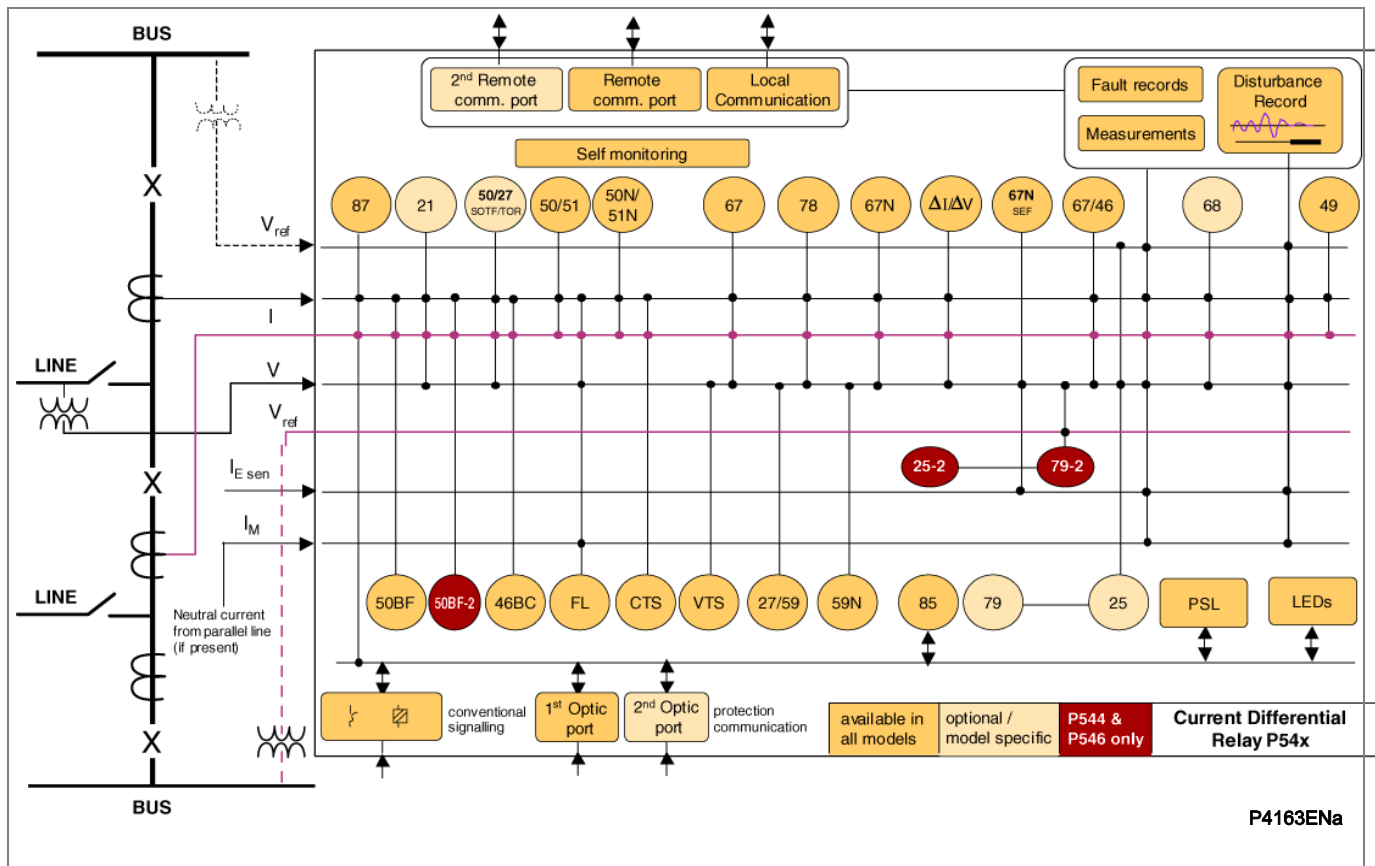 BUS
2nd Remote
comm. port
Remote
comm. port
Local
Communication
Fault records
Measurements
Disturbance
Record
Self monitoring
87
21
50/27
SOTF/TOR
50/51
50N/
51N
67
78
67N
ΔI/ΔV
67N
SEF
67/46
68
49
Vref
I
LINE
V
Vref
25-2
79-2
IE sen
IM
LINE
Neutral current
from parallel line
(if present)
50BF
50BF-2
46BC
FL
CTS
VTS
27/59
59N
85
79
25
PSL
LEDs
conventional
signalling
1st Optic
port
2nd Optic
port
protection
communication
available in
all models
optional /
model specific
P544 &
P546 only
Current Differential
Relay P54x
X
X
X
BUS
P4163ENa